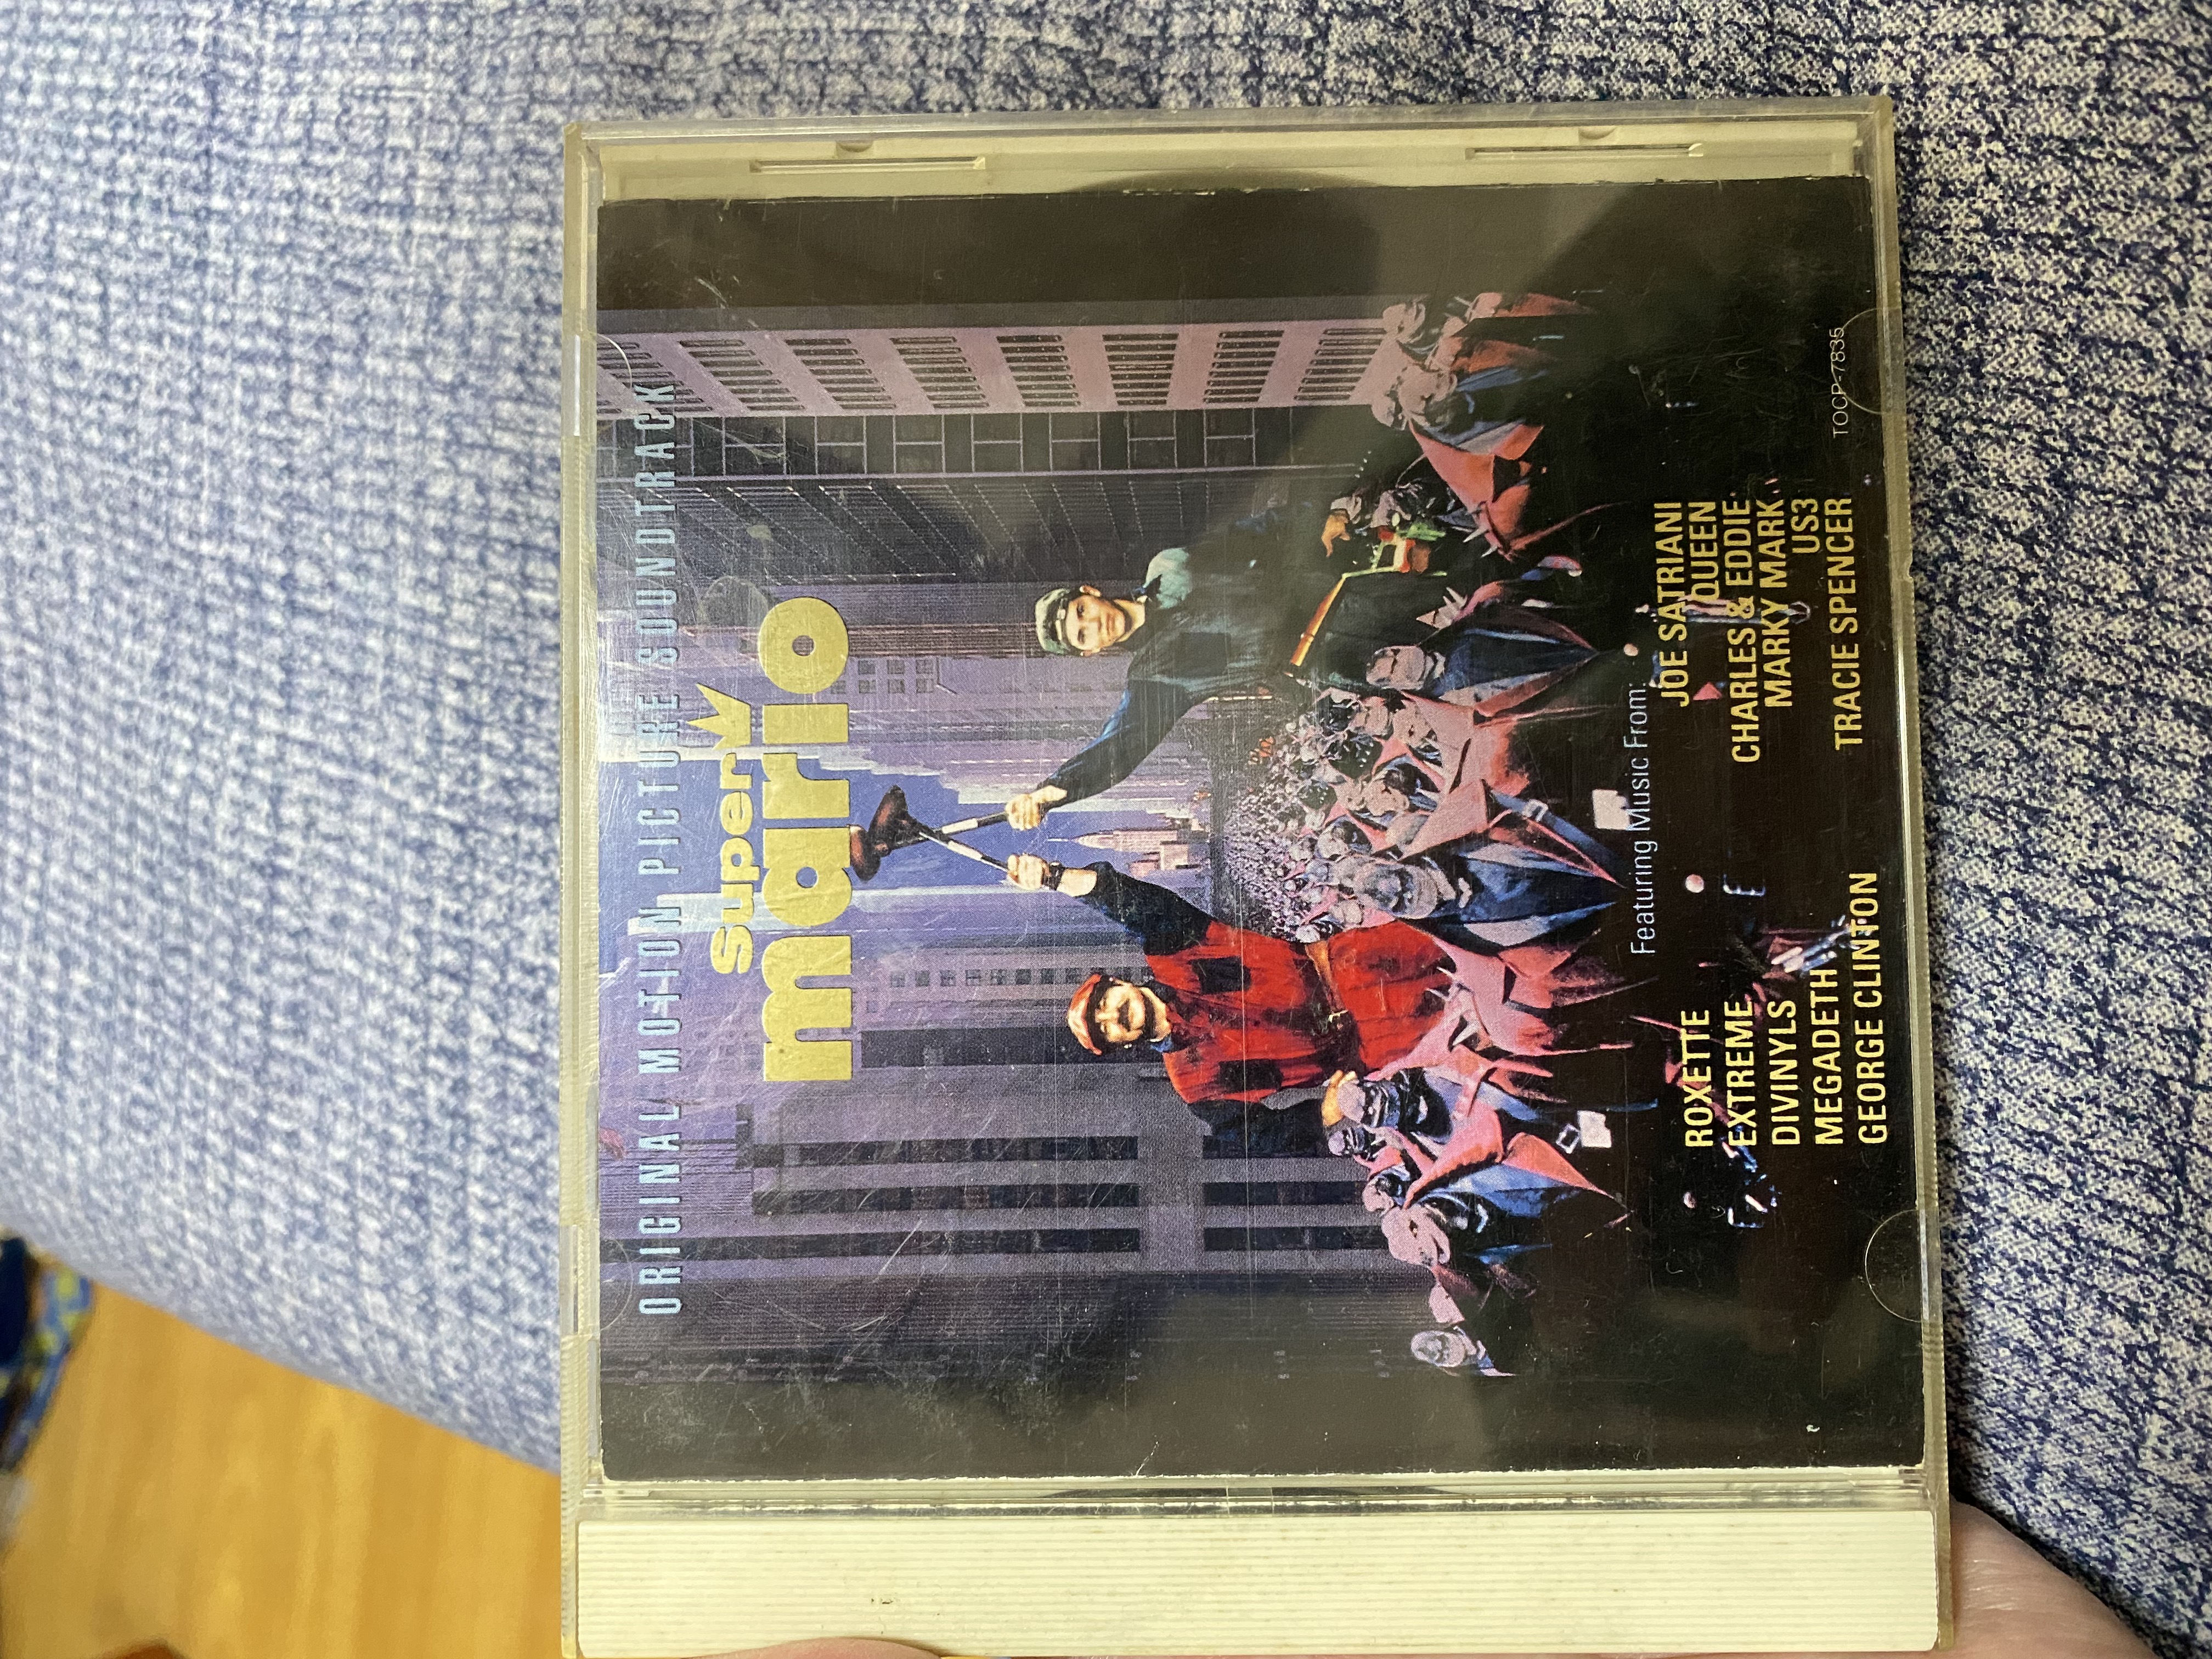 ORIGINAL MOTION PICTURE SOUNDTRACK
super
mario
Featuring Music From:
ROXETTE
EXTREME
DIVINYLS
MEGADETH
GEORGE CLINTON
JOE SATRIANI
QUEEN
CHARLES & EDDIE
MARKY MARK
US3
TRACIE SPENCER
TOCP-7835